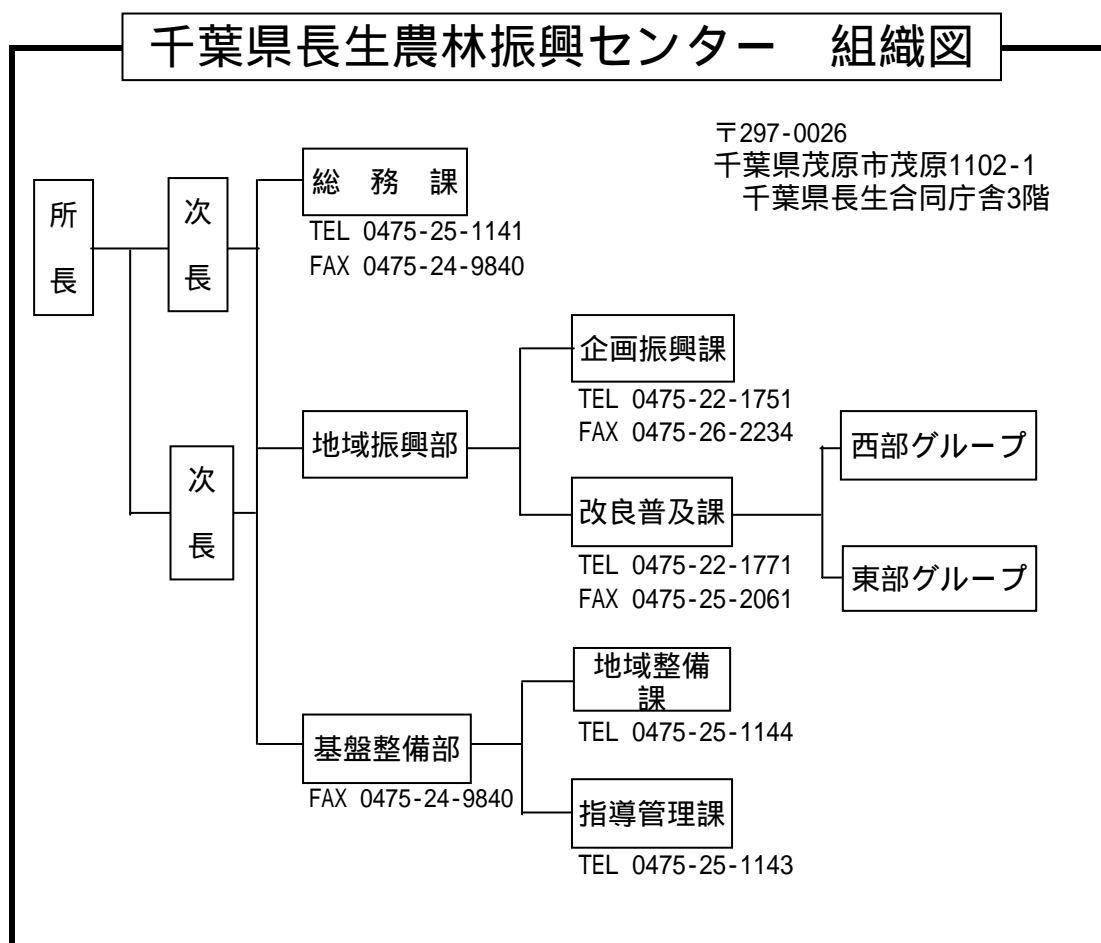 千葉県長生農林振興センター　組織図
〒297-0026
千葉県茂原市茂原1102-1
千葉県長生合同庁舎3階
所長
次長
総　務　課
TEL 0475-25-1141
FAX 0475-24-9840
企画振興課
TEL 0475-22-1751
FAX 0475-26-2234
次長
地域振興部
西部グループ
改良普及課
TEL 0475-22-1771
FAX 0475-25-2061
東部グループ
地域整備
課
TEL 0475-25-1144
基盤整備部
FAX 0475-24-9840
指導管理課
TEL 0475-25-1143